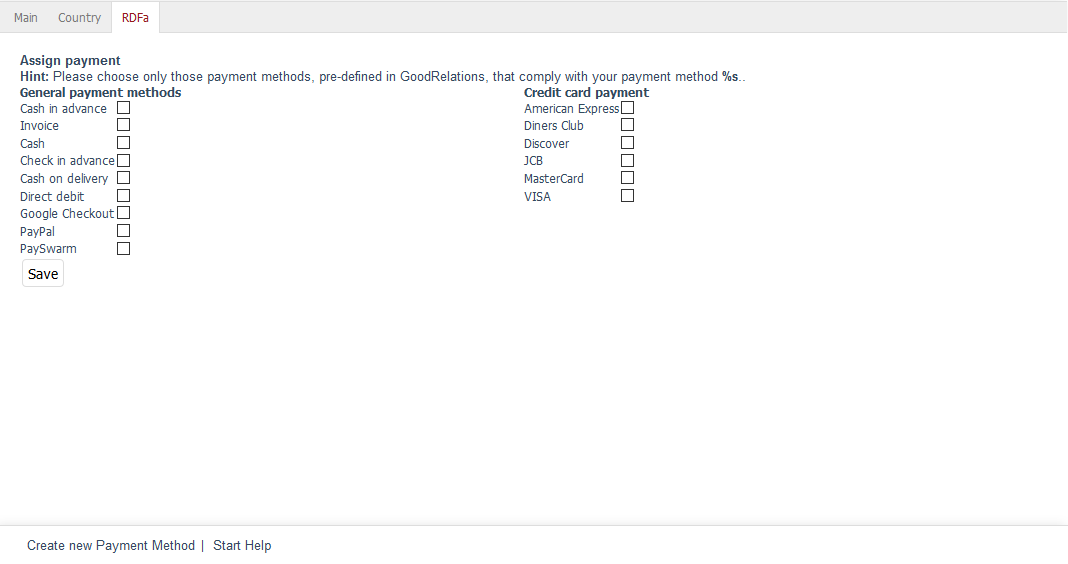 Main Country RDFa
Assign payment
Hint: Please choose only those payment methods, pre-defined in GoodRelations, that comply with your payment method %s..
General payment methods
Cash in advance
Invoice
Cash
Check in advance
Cash on delivery
Direct debit
Google Checkout
PayPal
PaySwarm
Credit card payment
American Express
Diners Club
Discover
JCB
MasterCard
VISA
Save
Create new Payment Method | Start Help